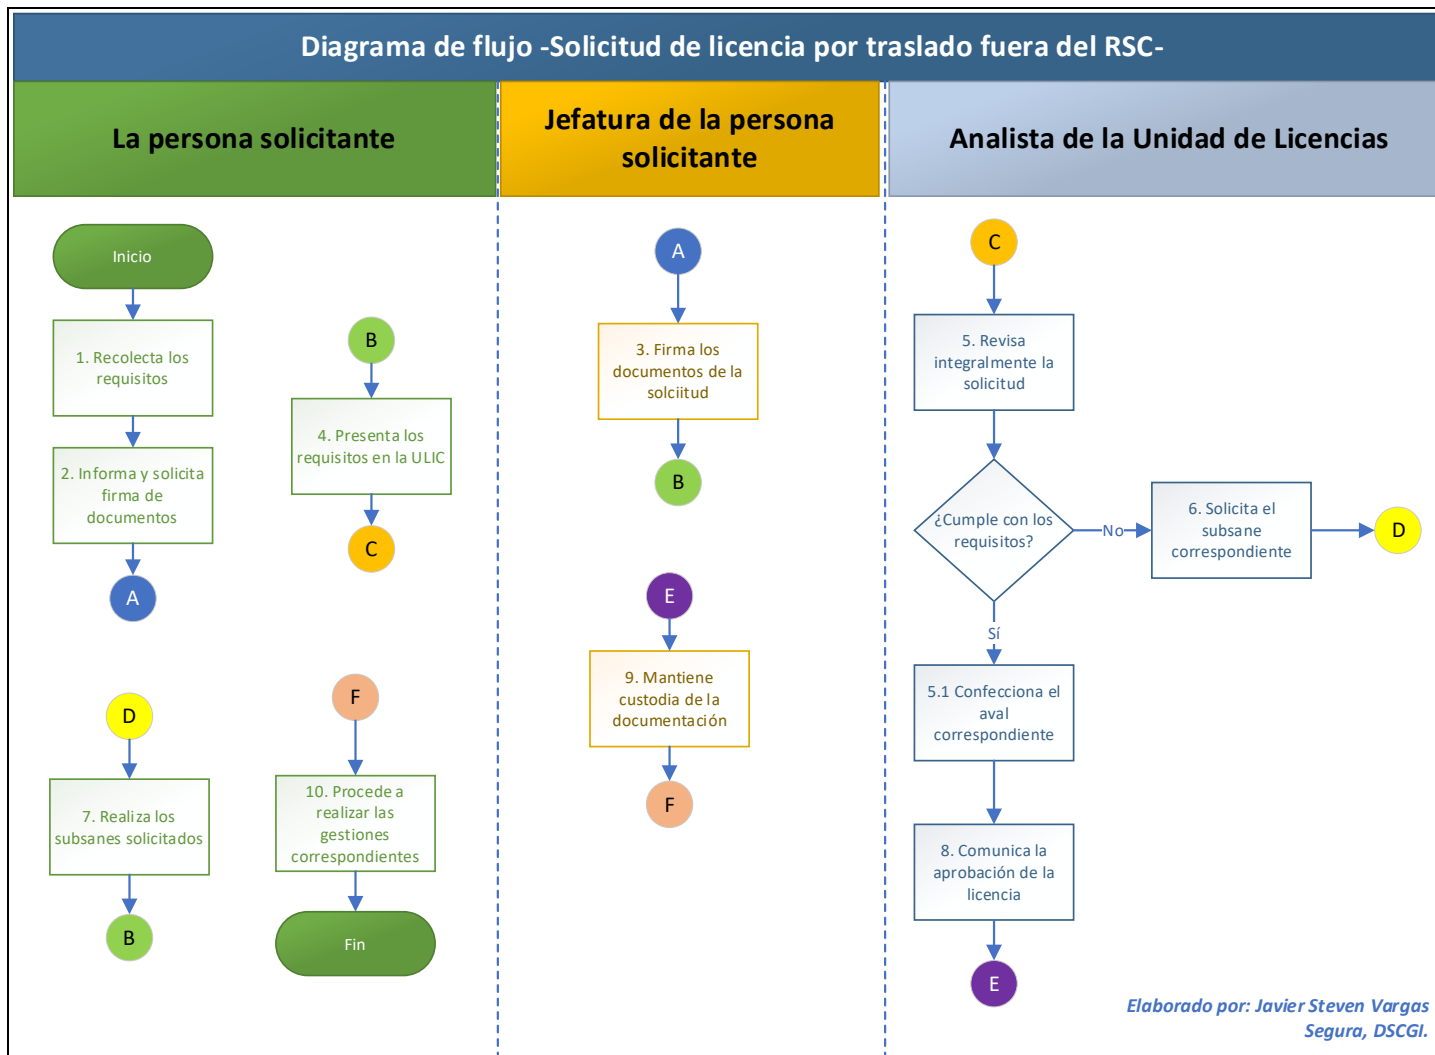 Diagrama de flujo -Solicitud de licencia por traslado fuera del RSC-
La persona solicitante
Jefatura de la persona
solicitante
Analista de la Unidad de Licencias
Inicio
1. Recolecta los
requisitos
2. Informa y solicita
firma de
documentos
A
B
4. Presenta los
requisitos en la ULIC
C
D
7. Realiza los
subsanes solicitados
B
F
10. Procede a
realizar las
gestiones
correspondientes
Fin
A
3. Firma los
documentos de la
solciitud
B
E
9. Mantiene
custodia de la
documentación
F
C
5. Revisa
integralmente la
solicitud
¿Cumple con los
requisitos?
No
6. Solicita el
subsane
correspondiente
D
Sí
5.1 Confecciona el
aval
correspondiente
8. Comunica la
aprobación de la
licencia
E
Elaborado por: Javier Steven Vargas
Segura, DSCGI.